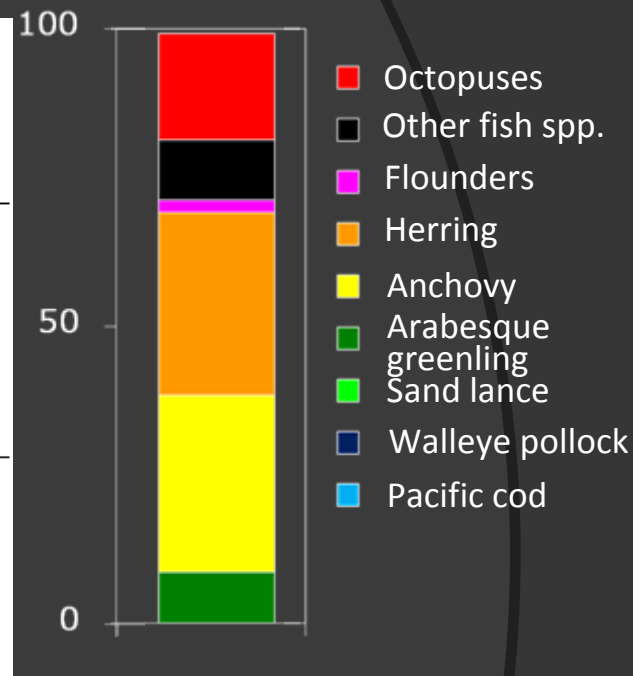 100
50
0
Octopuses
Other fish spp.
Flounders
Herring
Anchovy
Arabesque
greenling
Sand lance
Walleye pollock
Pacific cod